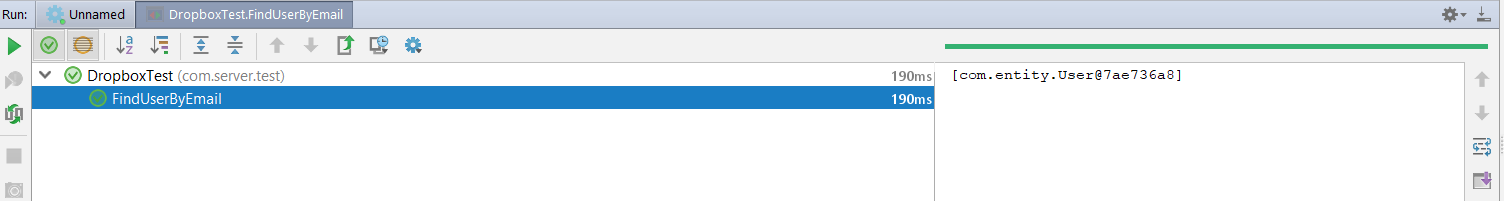 Run: Unnamed DropboxTest.FindUserByEmail
DropboxTest (com.server.test) 190ms [com.entity.User@7ae736a8]
FindUserByEmail 190ms